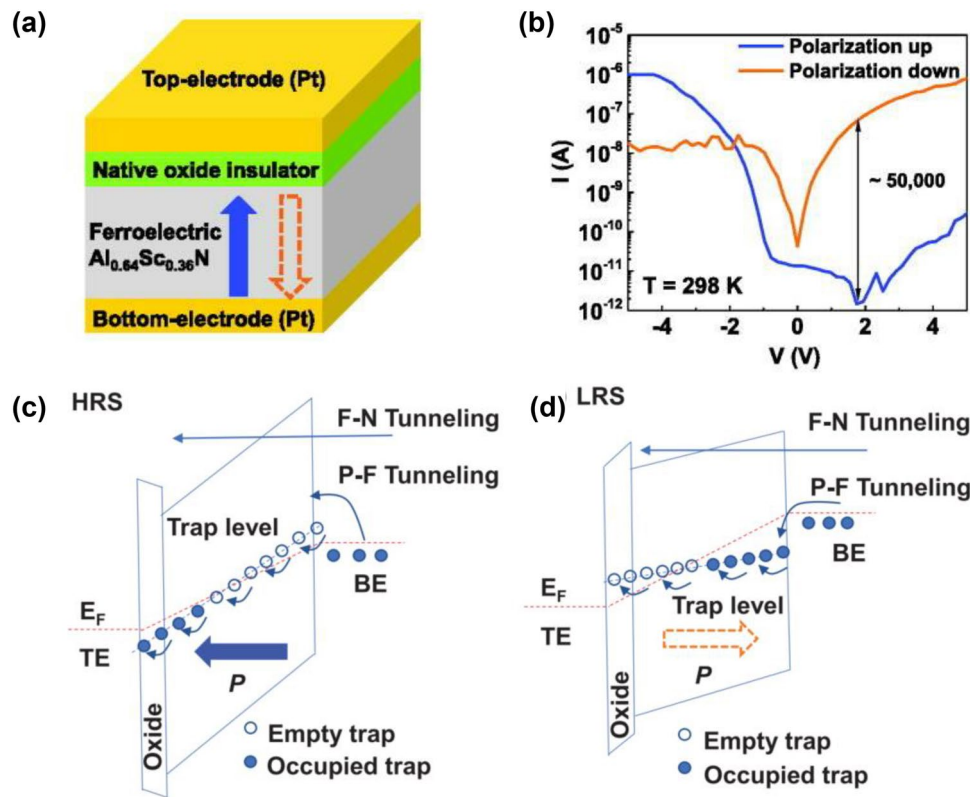 (a)
Top-electrode (Pt)
Native oxide insulator
Ferroelectric
Al0.64Sc0.36N
Bottom-electrode (Pt)
(b)
Polarization up
Polarization down
10-5
10-6
10-7
10-8
10-9
10-10
10-11
10-12
I (A)
~ 50,000
T = 298 K
-4
-2
0
2
4
V (V)
(c)
HRS
F-N Tunneling
P-F Tunneling
Trap level
BE
EF
TE
P
Oxide
Empty trap
Occupied trap
(d)
LRS
F-N Tunneling
P-F Tunneling
BE
EF
Trap level
TE
P
Oxide
Empty trap
Occupied trap